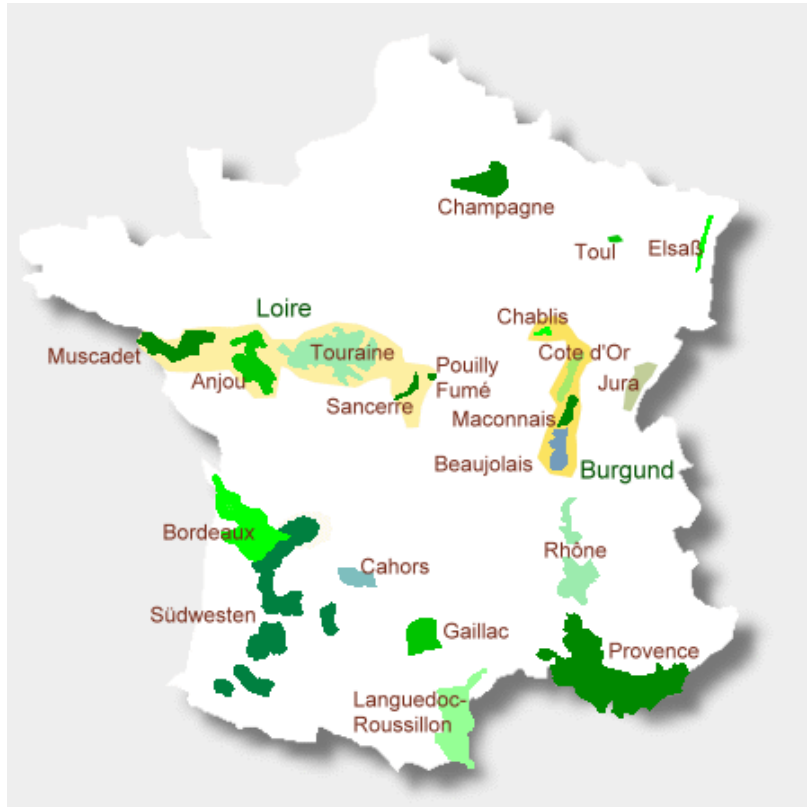 Champagne
Toul
Elsaß
Loire
Chablis
Muscadet
Anjou
Touraine
Pouilly
Fumé
Sancerre
Cote d'Or
Jura
Maconnais
Beaujolais
Burgund
Bordeaux
Rhône
Cahors
Südwesten
Gaillac
Provence
Languedoc-
Roussillon